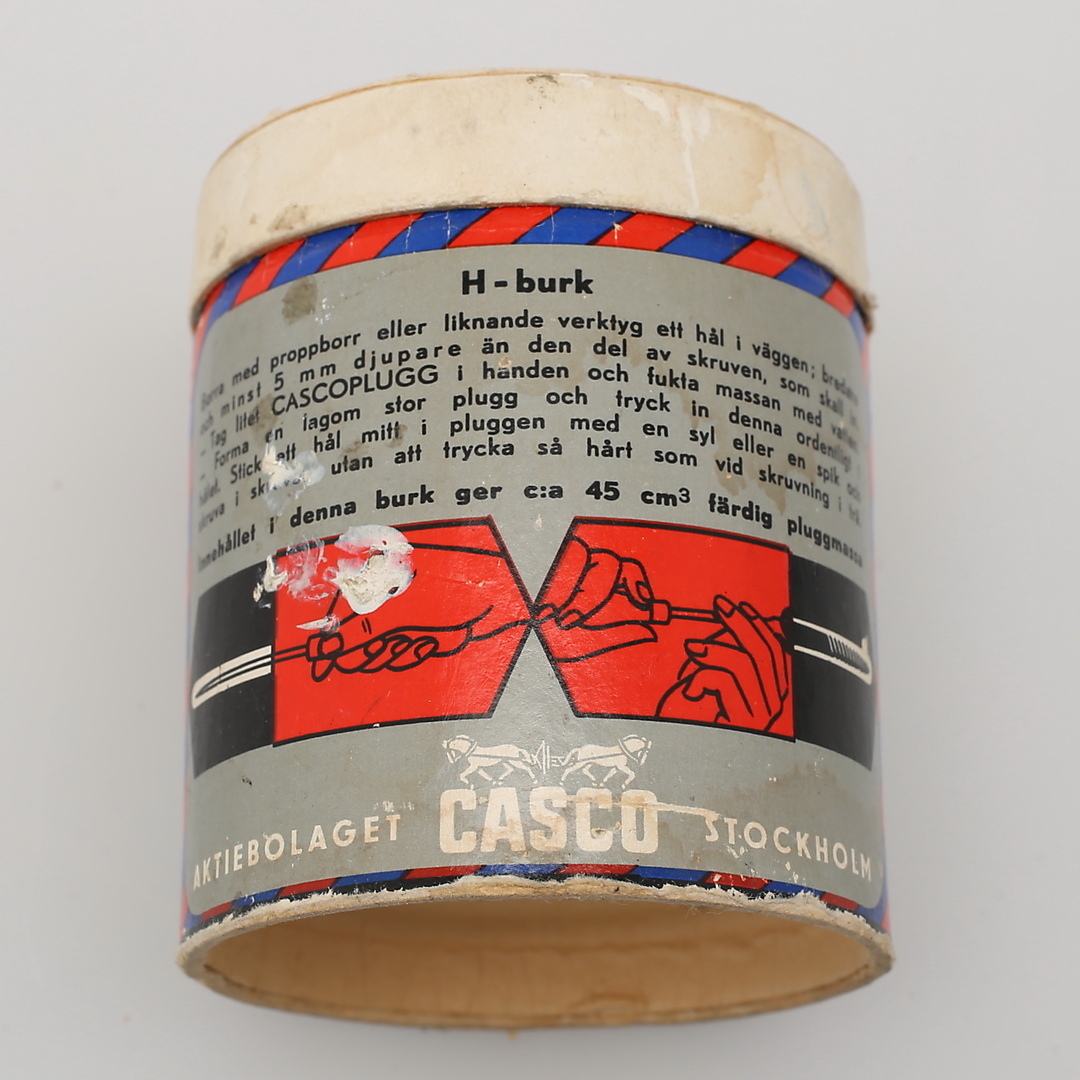 H-burk
Borra med proppborr eller liknande verktyg ett hål i väggen; bredare
och minst 5 mm djupare än den del av skruven, som skall in.
– Tag litet CASCOPLUGG i handen och fukta massan med vatten.
– Forma en lagom stor plugg och tryck in denna ordentligt i
hålet. Stick ett hål mitt i pluggen med en syl eller en spik och
skruva i utan att trycka så hårt som vid skruvning i trä.
Innehållet i denna burk ger c:a 45 cm³ färdig pluggmassa
CASCO
AKTIEBOLAGET STOCKHOLM